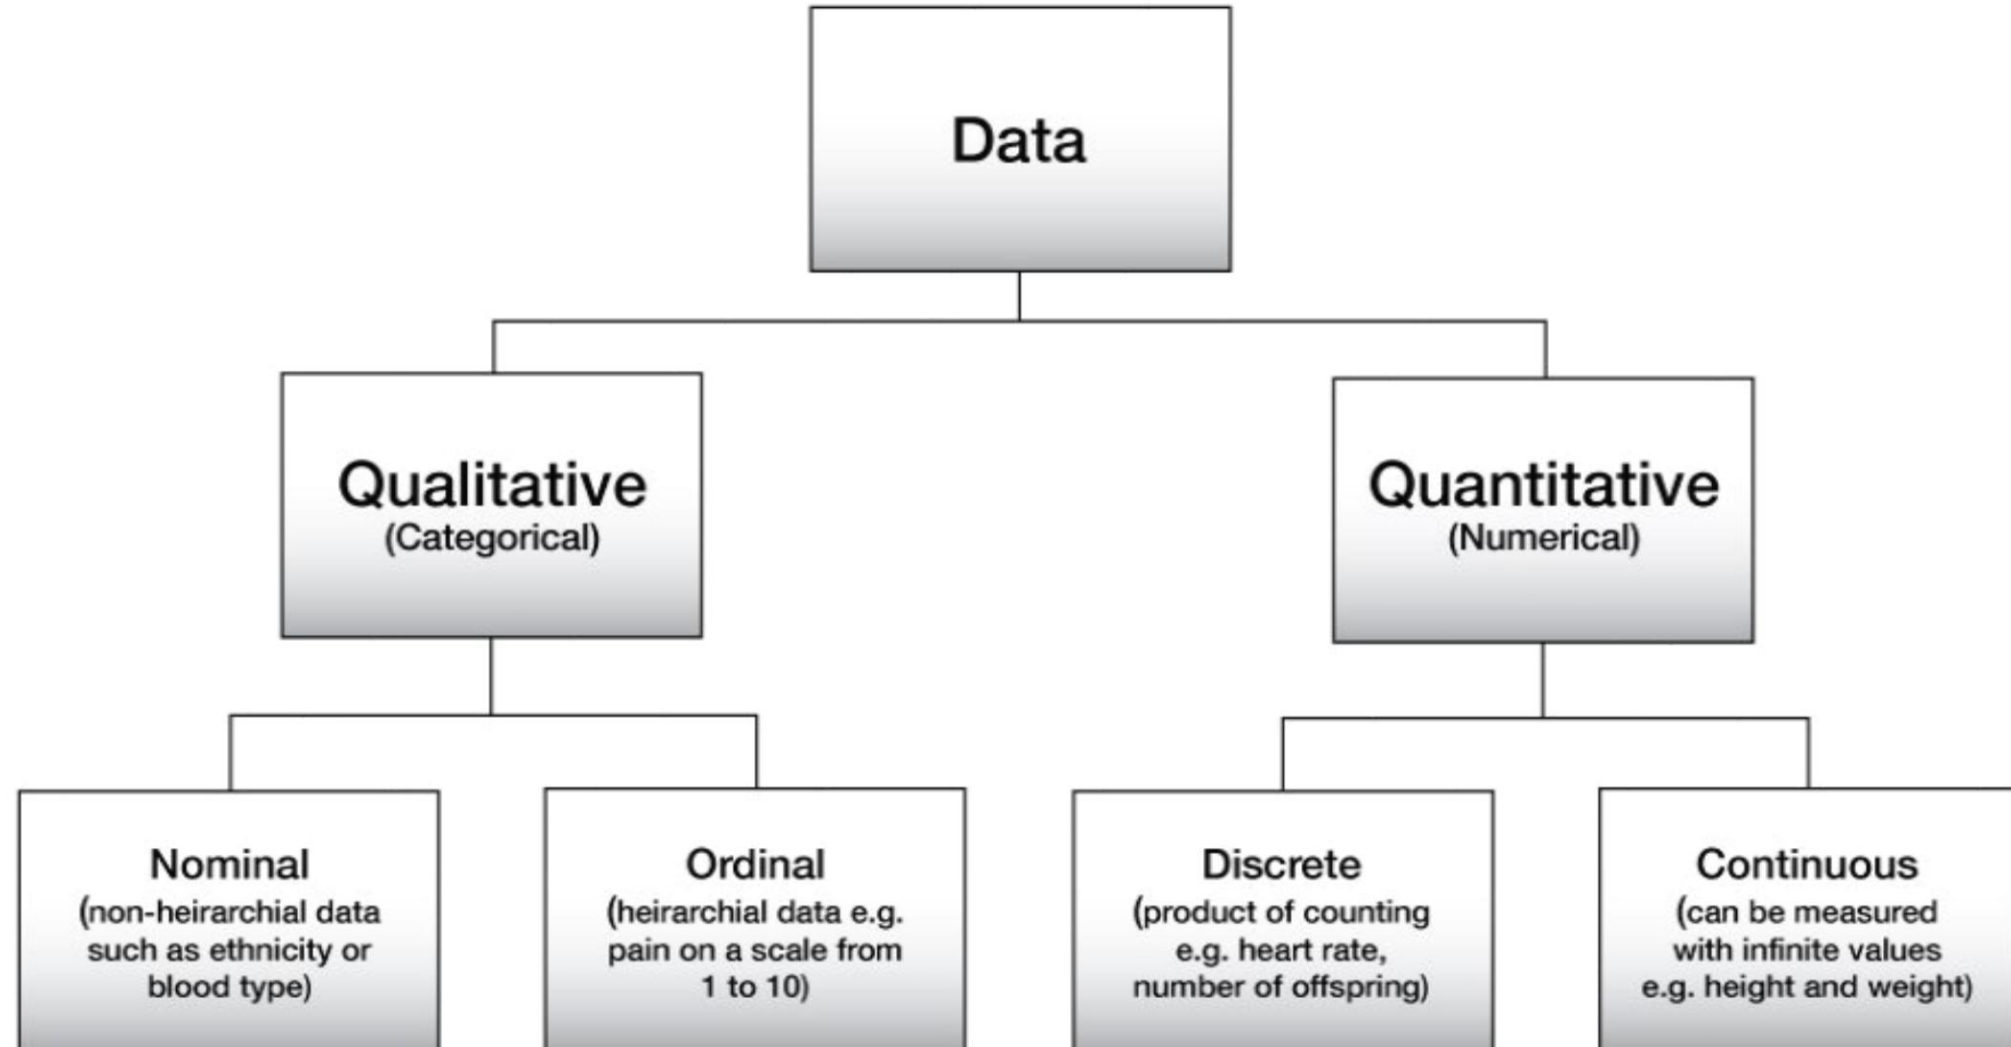 Data
Qualitative
(Categorical)
Quantitative
(Numerical)
Nominal
(non-heirarchial data
such as ethnicity or
blood type)
Ordinal
(heirarchial data e.g.
pain on a scale from
1 to 10)
Discrete
(product of counting
e.g. heart rate,
number of offspring)
Continuous
(can be measured
with infinite values
e.g. height and weight)